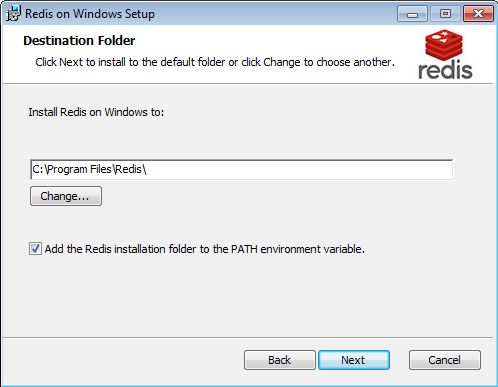 Redis on Windows Setup
Destination Folder
Click Next to install to the default folder or click Change to choose another.
redis
Install Redis on Windows to:
C:\Program Files\Redis\
Change...
Add the Redis installation folder to the PATH environment variable.
Back
Next
Cancel